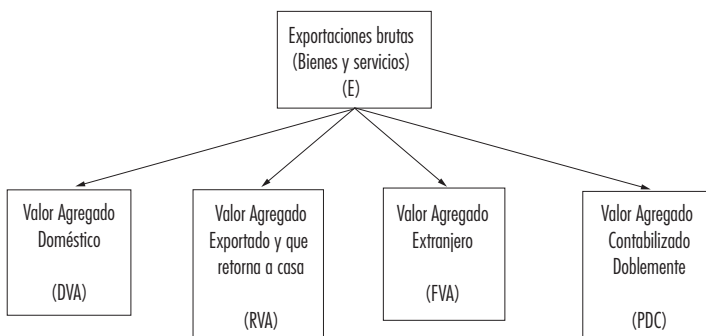 Exportaciones brutas
(Bienes y servicios)
(E)
Valor Agregado
Doméstico
(DVA)
Valor Agregado
Exportado y que
retorna a casa
(RVA)
Valor Agregado
Extranjero
(FVA)
Valor Agregado
Contabilizado
Doblemente
(PDC)